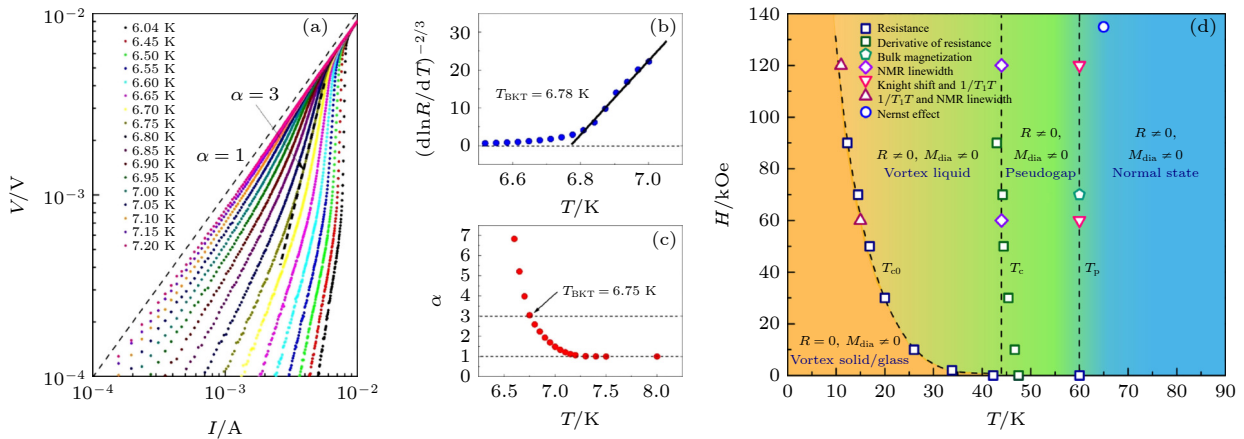 (a)
10⁻²
10⁻³
10⁻⁴
V/V
6.04 K
6.45 K
6.50 K
6.55 K
6.60 K
6.65 K
6.70 K
6.75 K
6.80 K
6.85 K
6.90 K
6.95 K
7.00 K
7.05 K
7.10 K
7.15 K
7.20 K
α = 3
α = 1
10⁻⁴
10⁻³
10⁻²
I/A
(b)
(dlnR/dT)⁻²/³
30
20
10
0
T_BKT = 6.78 K
6.6
6.8
7.0
T/K
(c)
α
7
6
5
4
3
2
1
0
T_BKT = 6.75 K
6.5
7.0
7.5
8.0
T/K
(d)
H/kOe
140
120
100
80
60
40
20
0
Resistance
Derivative of resistance
Bulk magnetization
NMR linewidth
Knight shift and 1/T₁T
1/T₁T and NMR linewidth
Nernst effect
R ≠ 0, M_dia ≠ 0
Vortex liquid
R ≠ 0,
M_dia ≠ 0
Pseudogap
R ≠ 0,
M_dia ≠ 0
Normal state
T_c0
T_c
T_p
R = 0, M_dia ≠ 0
Vortex solid/glass
0 10 20 30 40 50 60 70 80 90
T/K